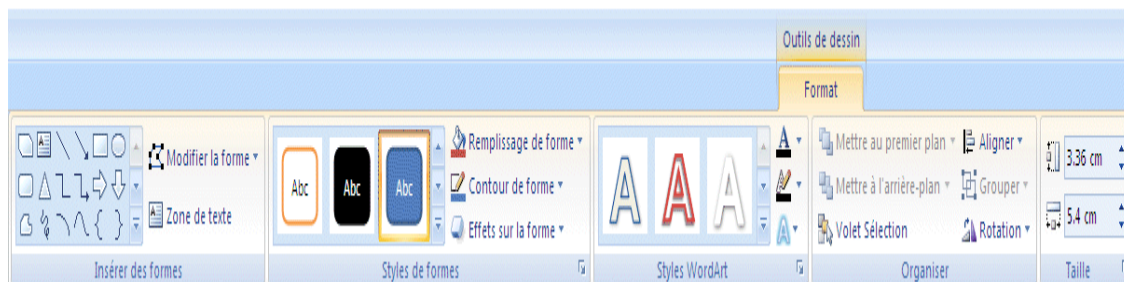 Outils de dessin
Format
Modifier la forme
Zone de texte
Insérer des formes
Abc
Abc
Abc
Remplissage de forme
Contour de forme
Effets sur la forme
Styles de formes
A
A
A
A
A
Styles WordArt
Mettre au premier plan
Mettre à l'arrière-plan
Volet Sélection
Aligner
Grouper
Rotation
Organiser
3.36 cm
5.4 cm
Taille